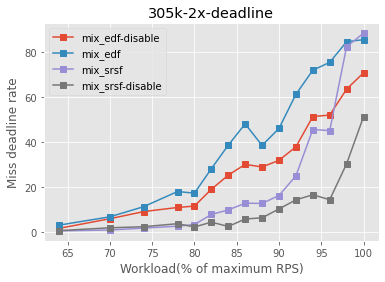 305k-2x-deadline
mix_edf-disable
mix_edf
mix_srsf
mix_srsf-disable
Miss deadline rate
80
60
40
20
0
65 70 75 80 85 90 95 100
Workload(% of maximum RPS)